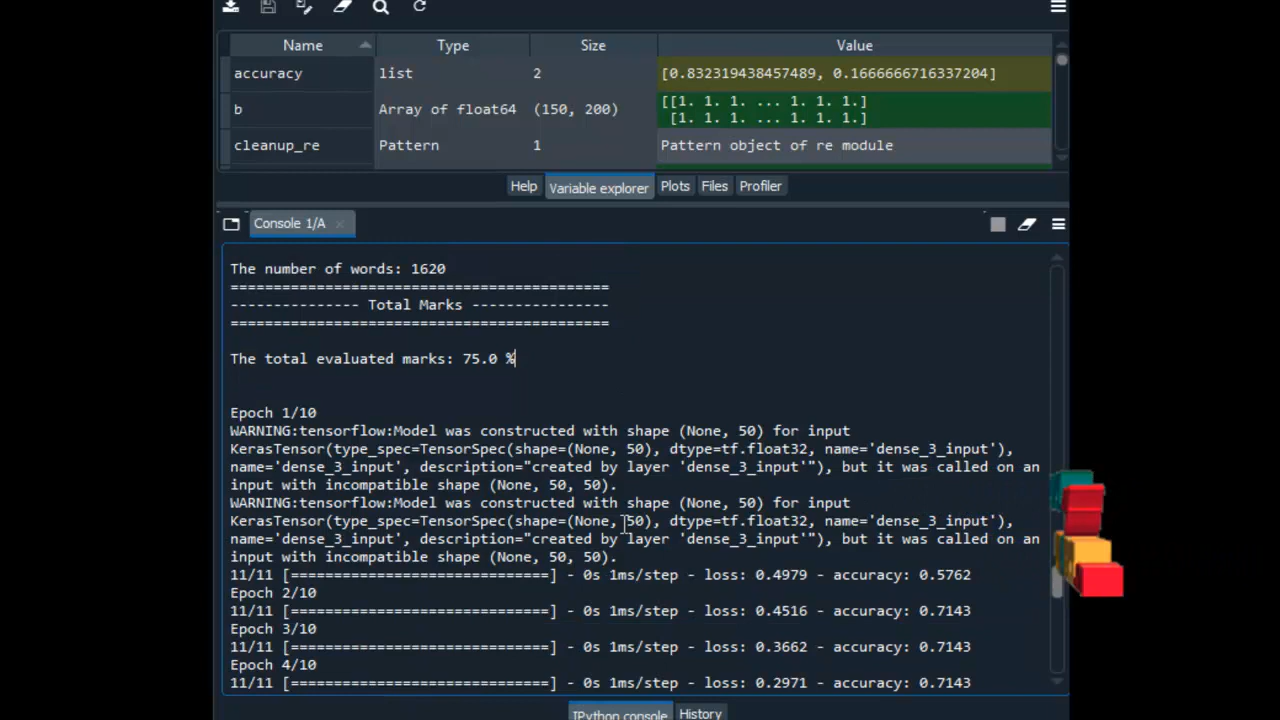 Name Type Size Value
accuracy list 2 [0.832319438457489, 0.1666666716337204]
b Array of float64 (150, 200) [[1. 1. 1. ... 1. 1. 1.]
[1. 1. 1. ... 1. 1. 1.]
cleanup_re Pattern 1 Pattern object of re module
Help Variable explorer Plots Files Profiler
Console 1/A
The number of words: 1620
============================================
--------------- Total Marks ----------------
============================================
The total evaluated marks: 75.0 %
Epoch 1/10
WARNING:tensorflow:Model was constructed with shape (None, 50) for input
KerasTensor(type_spec=TensorSpec(shape=(None, 50), dtype=tf.float32, name='dense_3_input'),
name='dense_3_input', description="created by layer 'dense_3_input'"), but it was called on an
input with incompatible shape (None, 50, 50).
WARNING:tensorflow:Model was constructed with shape (None, 50) for input
KerasTensor(type_spec=TensorSpec(shape=(None, 50), dtype=tf.float32, name='dense_3_input'),
name='dense_3_input', description="created by layer 'dense_3_input'"), but it was called on an
input with incompatible shape (None, 50, 50).
11/11 [==============================] - 0s 1ms/step - loss: 0.4979 - accuracy: 0.5762
Epoch 2/10
11/11 [==============================] - 0s 1ms/step - loss: 0.4516 - accuracy: 0.7143
Epoch 3/10
11/11 [==============================] - 0s 1ms/step - loss: 0.3662 - accuracy: 0.7143
Epoch 4/10
11/11 [==============================] - 0s 1ms/step - loss: 0.2971 - accuracy: 0.7143
IPython console History